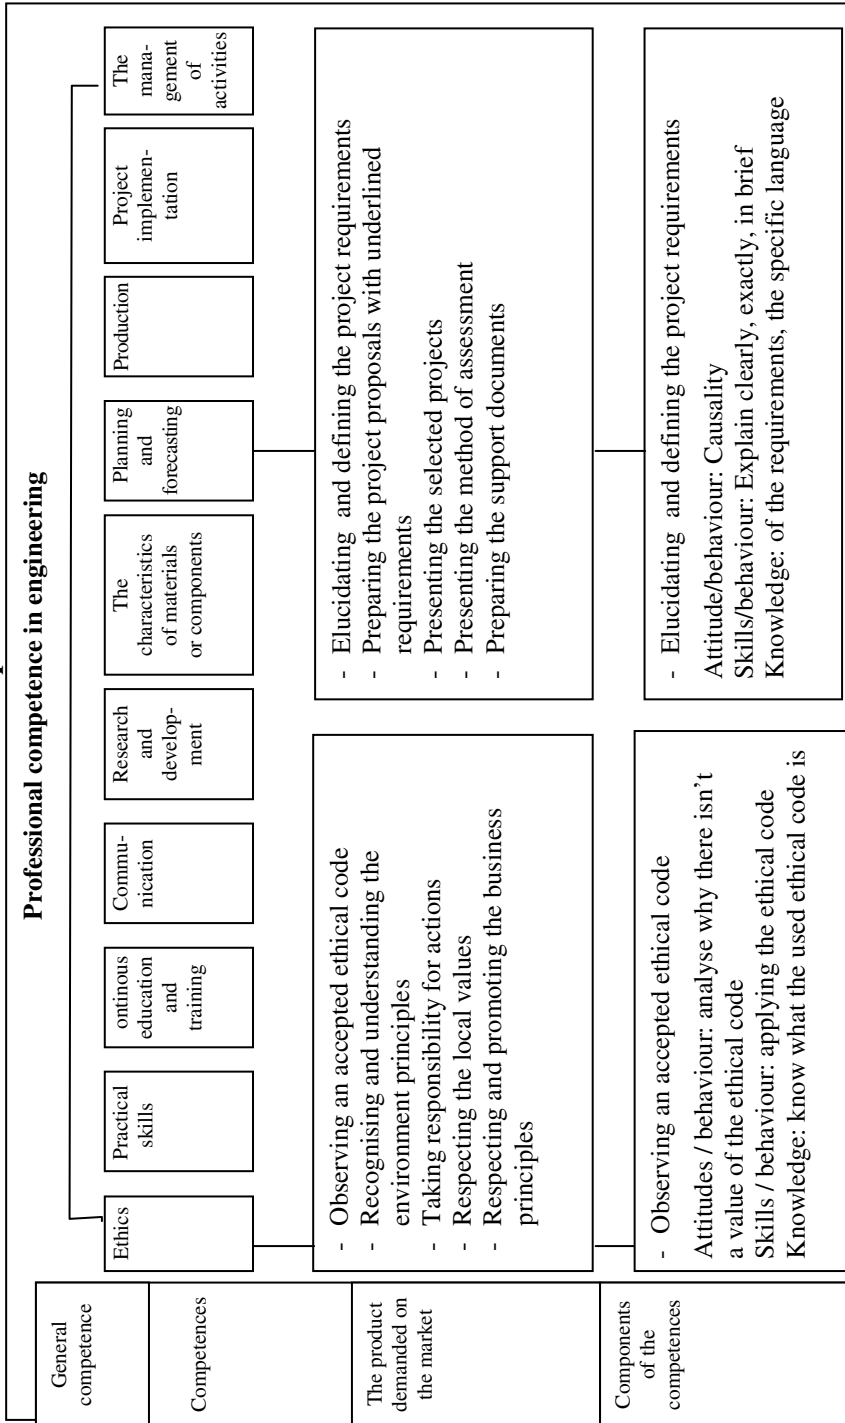 Professional competence in engineering
General
competence
Competences
Ethics
Practical
skills
ontinous
education
and
training
Commu-
nication
Research
and
develop-
ment
The
characteristics
of materials
or components
Planning
and
forecasting
Production
Project
implemen-
tation
The
mana-
gement
of
activities
The product
demanded on
the market
- Observing an accepted ethical code
- Recognising and understanding the
environment principles
- Taking responsibility for actions
- Respecting the local values
- Respecting and promoting the business
principles
- Elucidating and defining the project requirements
- Preparing the project proposals with underlined
requirements
- Presenting the selected projects
- Presenting the method of assessment
- Preparing the support documents
Components
of the
competences
- Observing an accepted ethical code
Attitudes / behaviour: analyse why there isn't
a value of the ethical code
Skills / behaviour: applying the ethical code
Knowledge: know what the used ethical code is
- Elucidating and defining the project requirements
Attitude/behaviour: Causality
Skills/behaviour: Explain clearly, exactly, in brief
Knowledge: of the requirements, the specific language